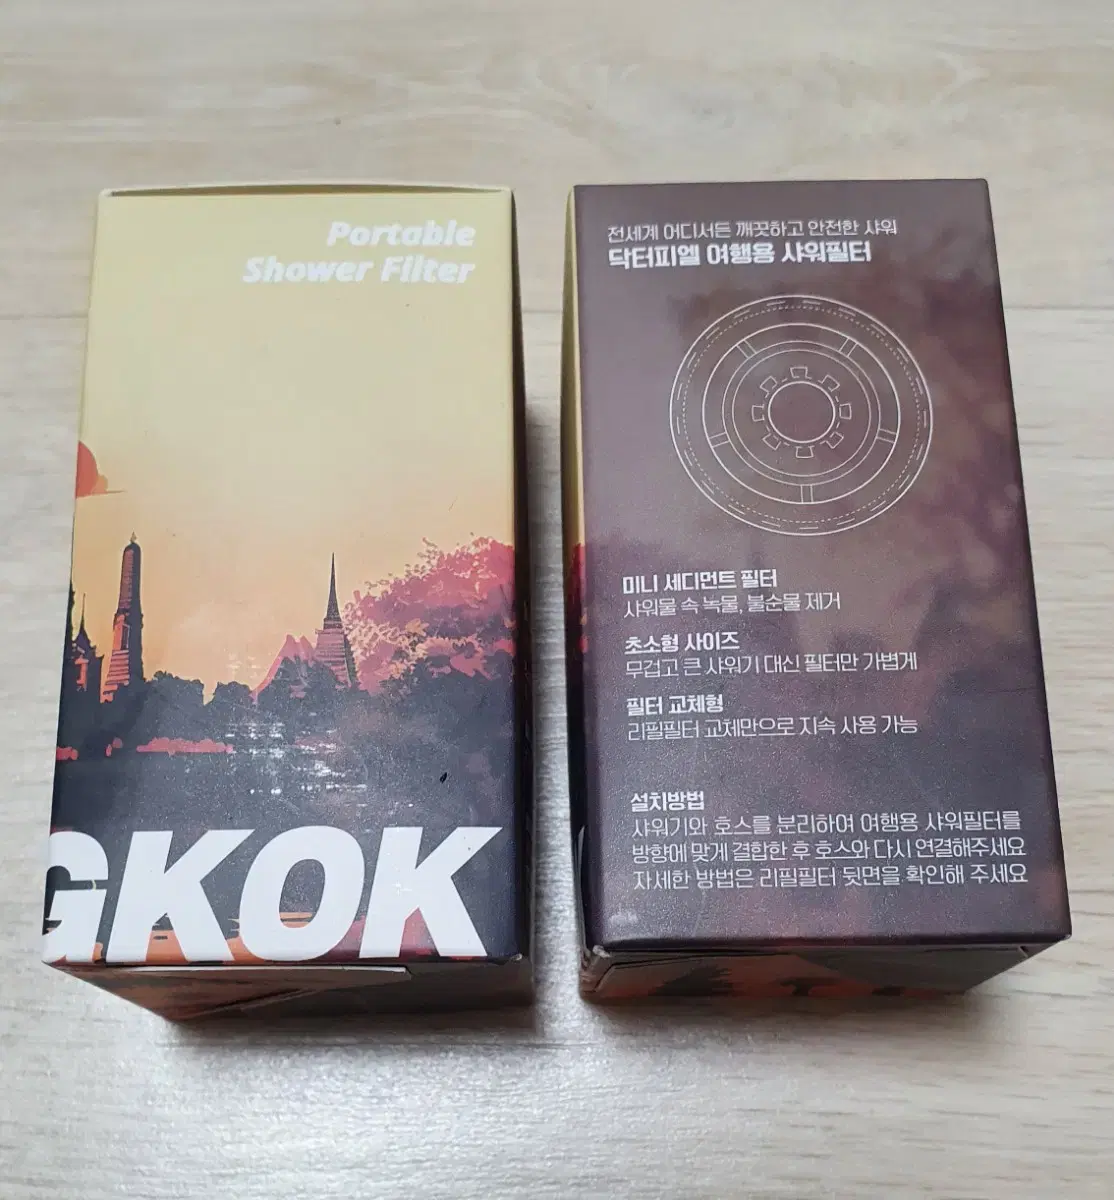 Portable
Shower Filter
GKOK
전세계 어디서든 깨끗하고 안전한 샤워
닥터피엘 여행용 샤워필터
미니 세디먼트 필터
샤워물 속 녹물, 불순물 제거
초소형 사이즈
무겁고 큰 샤워기 대신 필터만 가볍게
필터 교체형
리필필터 교체만으로 지속 사용 가능
설치방법
샤워기와 호스를 분리하여 여행용 샤워필터를
방향에 맞게 결합한 후 호스와 다시 연결해주세요
자세한 방법은 리필필터 뒷면을 확인해 주세요